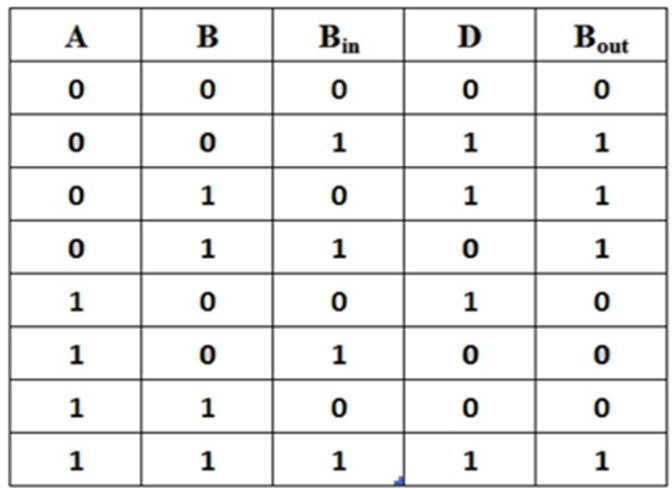 A B Bin D Bout
0 0 0 0 0
0 0 1 1 1
0 1 0 1 1
0 1 1 0 1
1 0 0 1 0
1 0 1 0 0
1 1 0 0 0
1 1 1 1 1